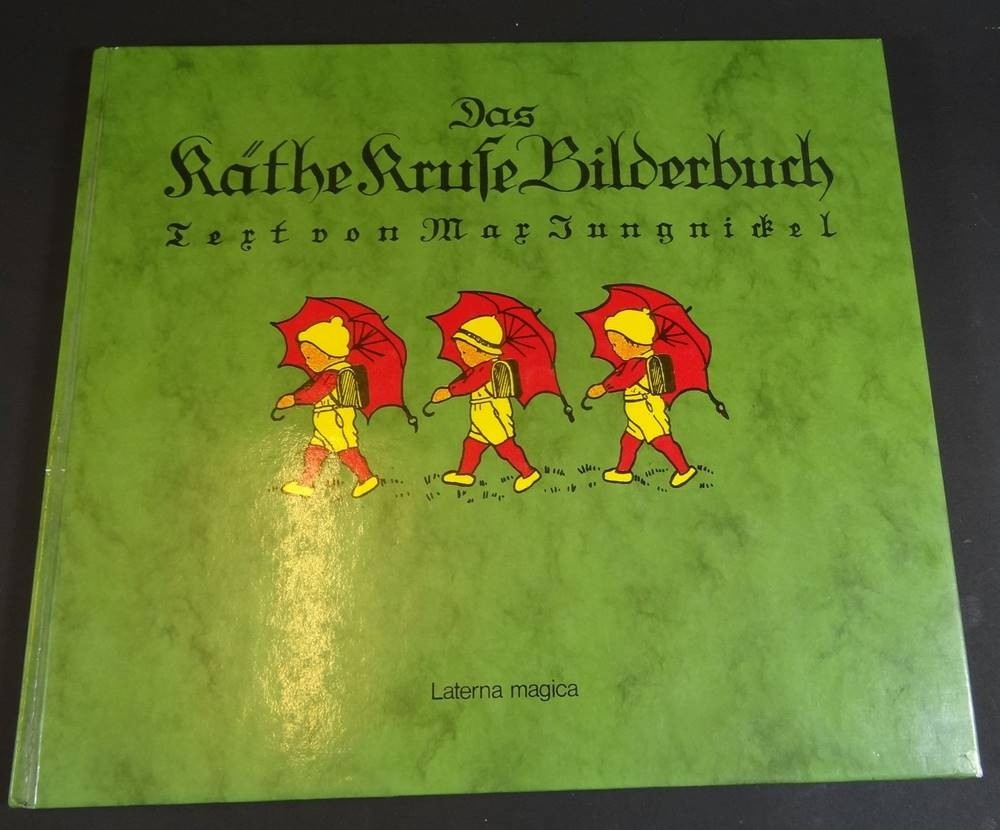 Das
Käthe Kruſe Bilderbuch
Text von Max Jungnickel
Laterna magica